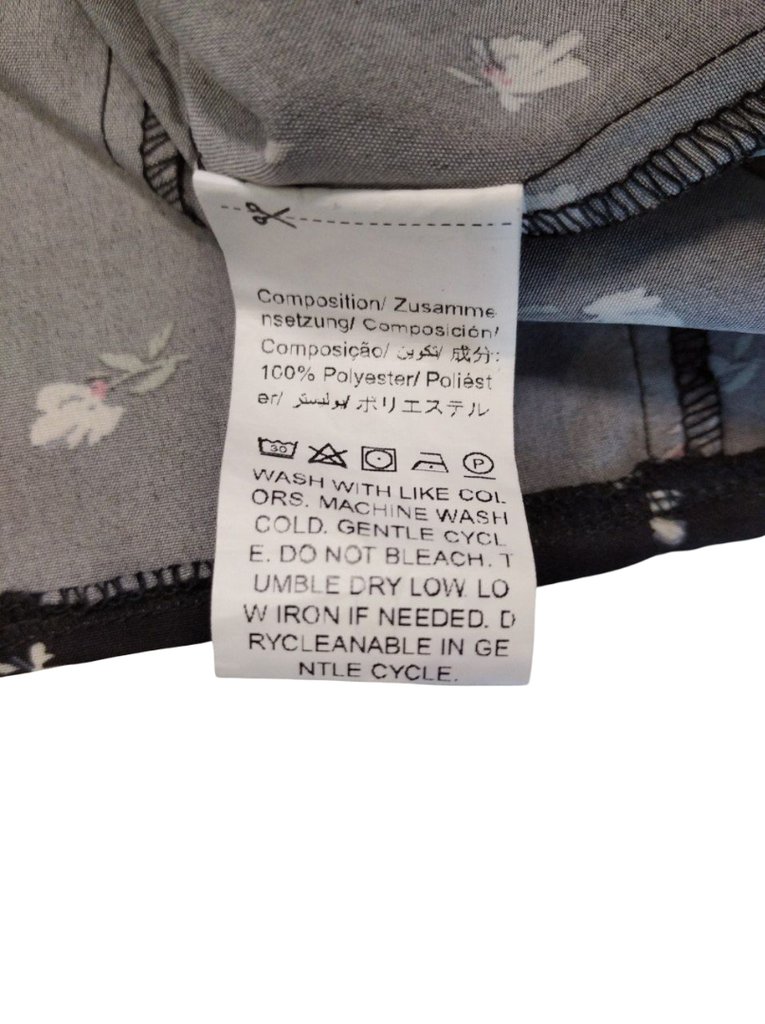 Composition/ Zusamme
nsetzung/ Composición/
Composição/ تكوين/ 成分:
100% Polyester/ Poliést
er/ بوليستر/ ポリエステル
30 P
WASH WITH LIKE COL
ORS. MACHINE WASH
COLD. GENTLE CYCL
E. DO NOT BLEACH. T
UMBLE DRY LOW. LO
W IRON IF NEEDED. D
RYCLEANABLE IN GE
NTLE CYCLE.